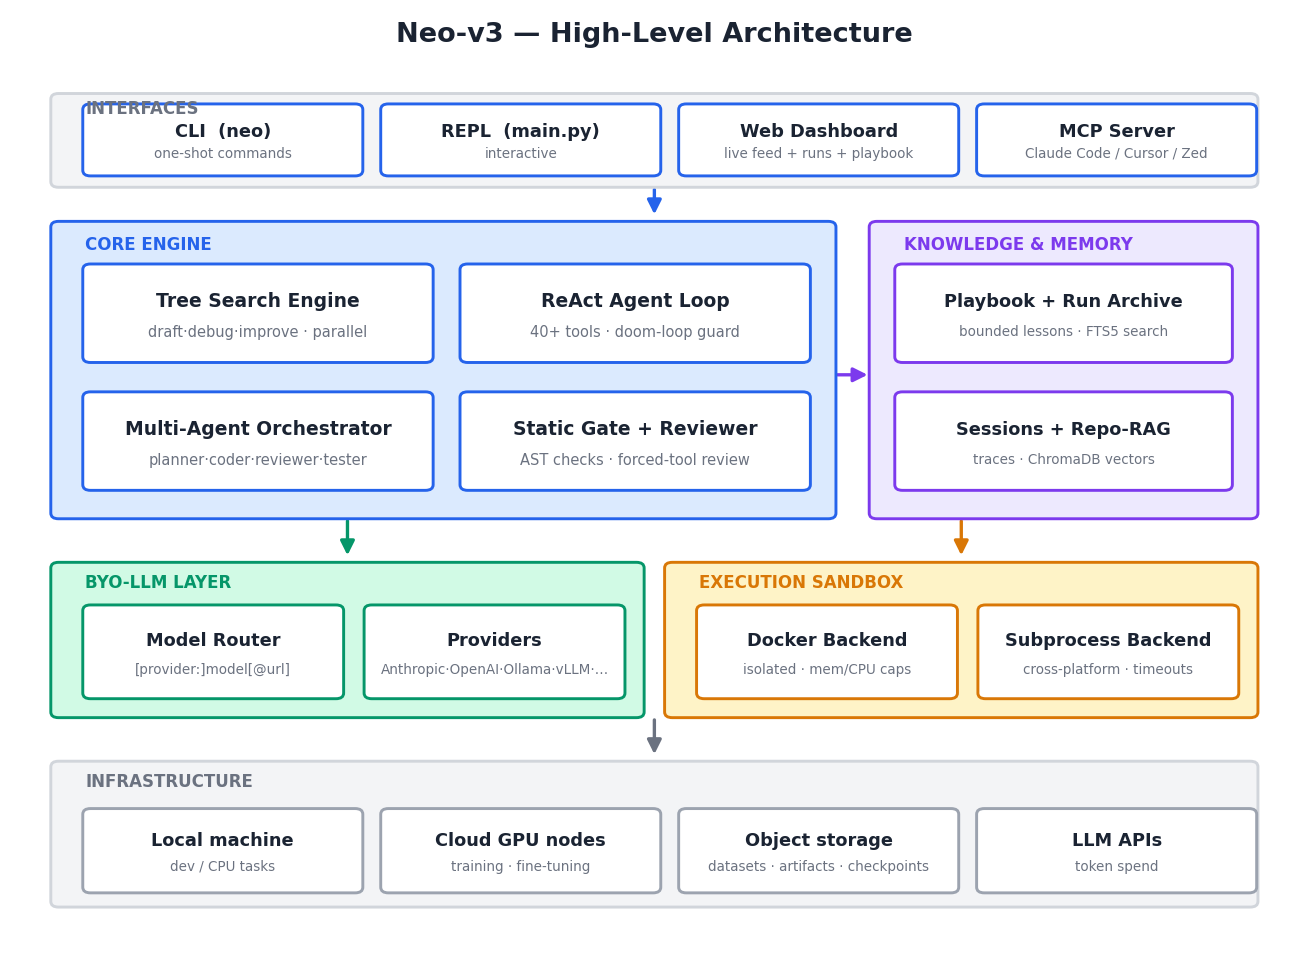 Neo-v3 — High-Level Architecture
INTERFACES
CLI  (neo)
one-shot commands
REPL  (main.py)
interactive
Web Dashboard
live feed + runs + playbook
MCP Server
Claude Code / Cursor / Zed
CORE ENGINE
Tree Search Engine
draft·debug·improve · parallel
ReAct Agent Loop
40+ tools · doom-loop guard
Multi-Agent Orchestrator
planner·coder·reviewer·tester
Static Gate + Reviewer
AST checks · forced-tool review
KNOWLEDGE & MEMORY
Playbook + Run Archive
bounded lessons · FTS5 search
Sessions + Repo-RAG
traces · ChromaDB vectors
BYO-LLM LAYER
Model Router
[provider:]model[@url]
Providers
Anthropic·OpenAI·Ollama·vLLM·…
EXECUTION SANDBOX
Docker Backend
isolated · mem/CPU caps
Subprocess Backend
cross-platform · timeouts
INFRASTRUCTURE
Local machine
dev / CPU tasks
Cloud GPU nodes
training · fine-tuning
Object storage
datasets · artifacts · checkpoints
LLM APIs
token spend